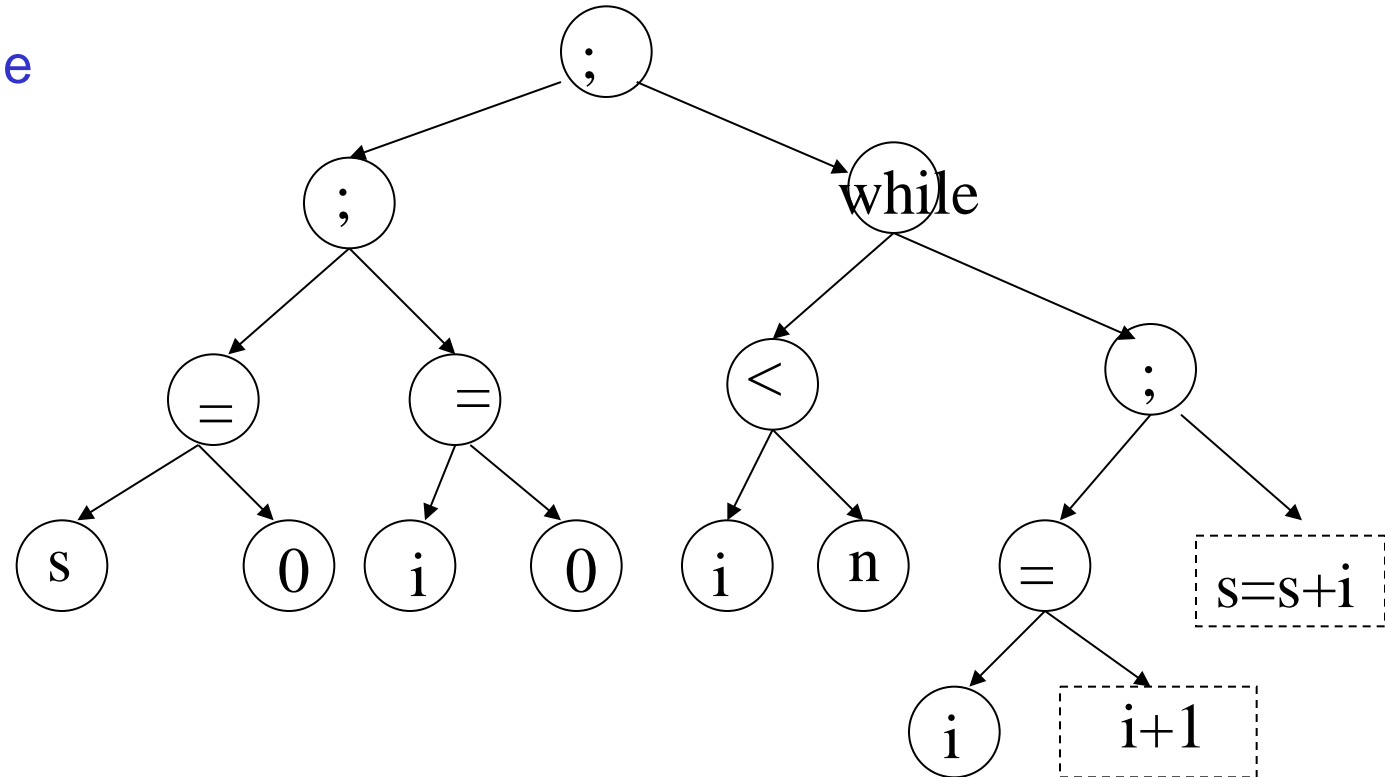 e
;
;
while
=
=
<
;
s
0
i
0
i
n
=
s=s+i
i
i+1